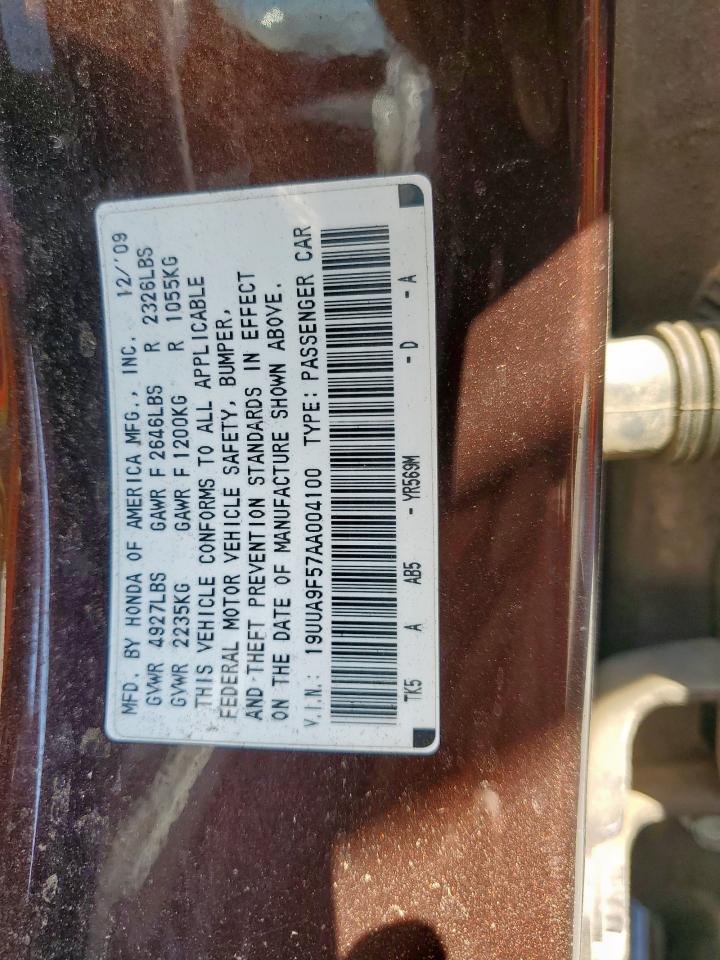 MFD. BY HONDA OF AMERICA MFG., INC. 12/'09
GVWR 4927LBS GAWR F 2646LBS R 2326LBS
GVWR 2235KG GAWR F 1200KG R 1055KG
THIS VEHICLE CONFORMS TO ALL APPLICABLE
FEDERAL MOTOR VEHICLE SAFETY, BUMPER,
AND THEFT PREVENTION STANDARDS IN EFFECT
ON THE DATE OF MANUFACTURE SHOWN ABOVE.
V.I.N.: 19UUA9F57AA004100 TYPE: PASSENGER CAR
TK5 A AB5 - YR569M - D - A